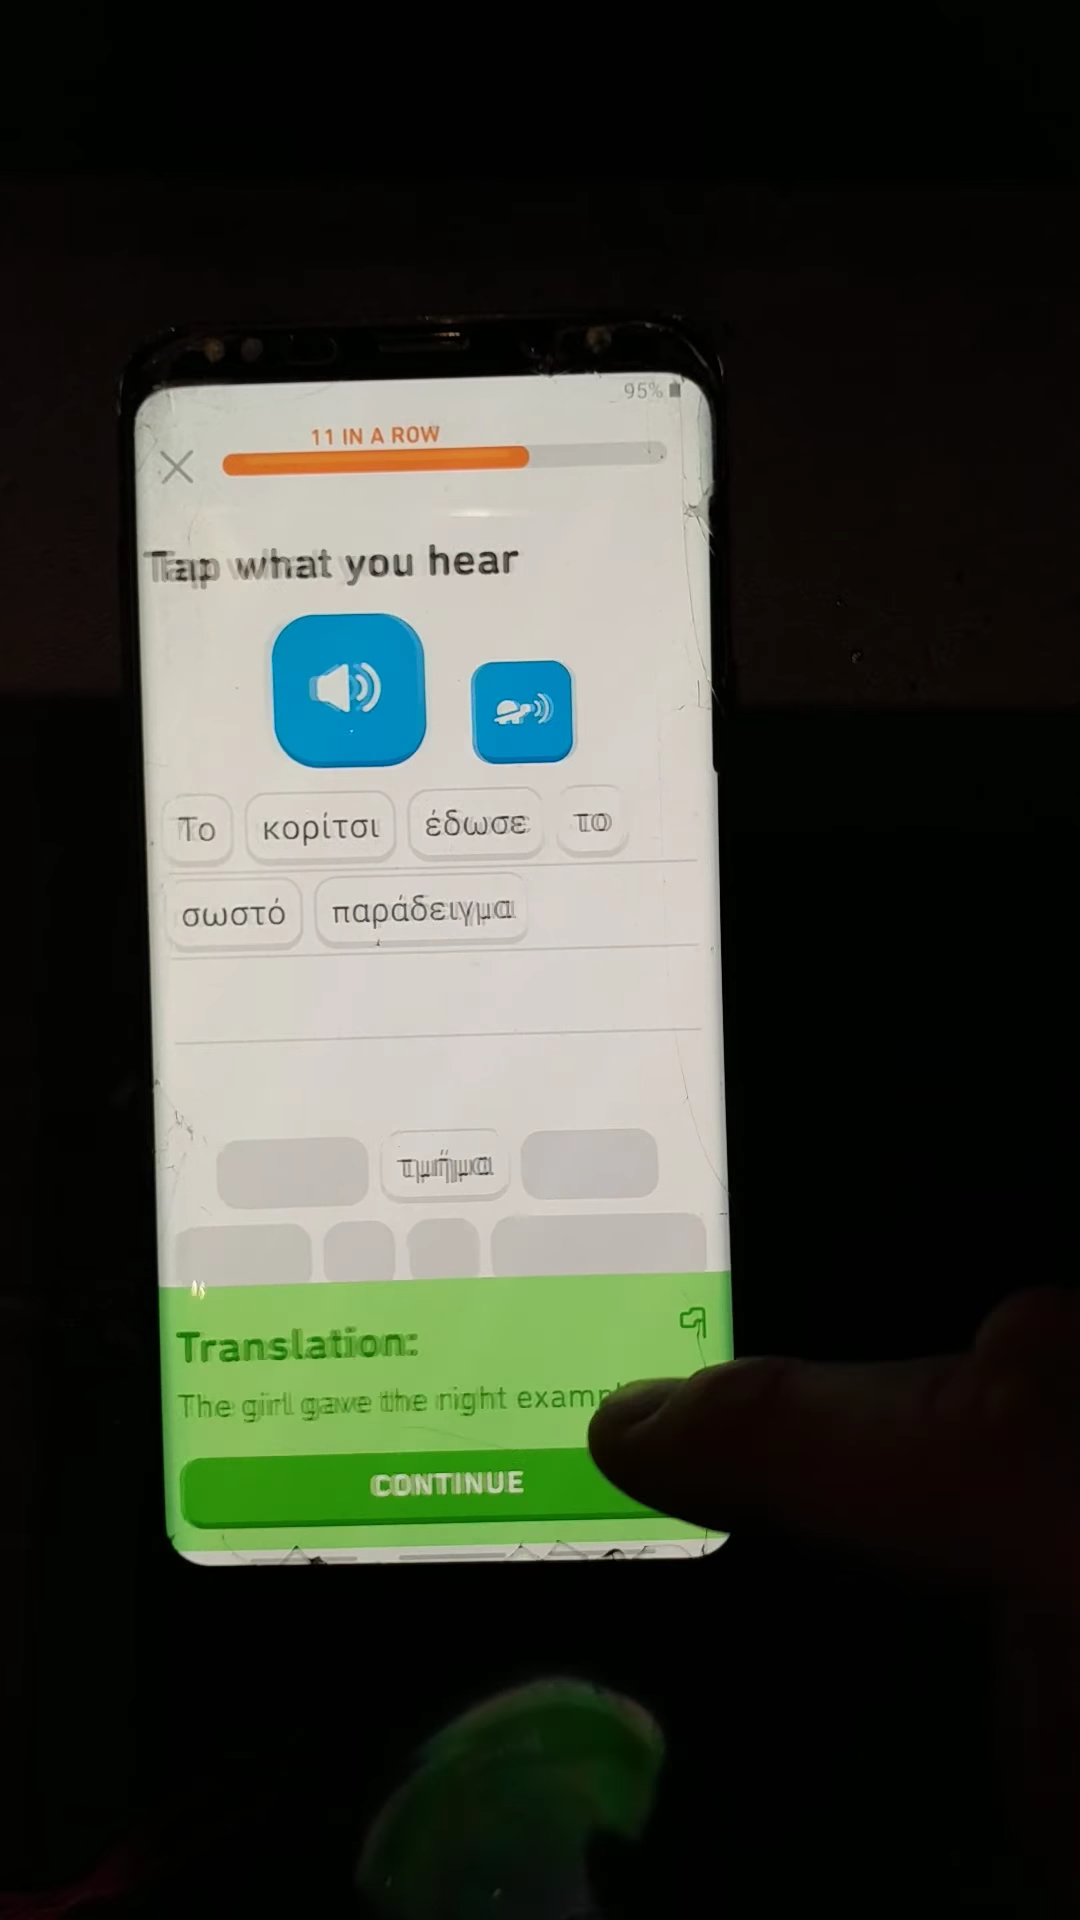 95%
11 IN A ROW
Tap what you hear
Το κορίτσι έδωσε το
σωστό παράδειγμα
τμήμα
Translation:
The girl gave the right
CONTINUE